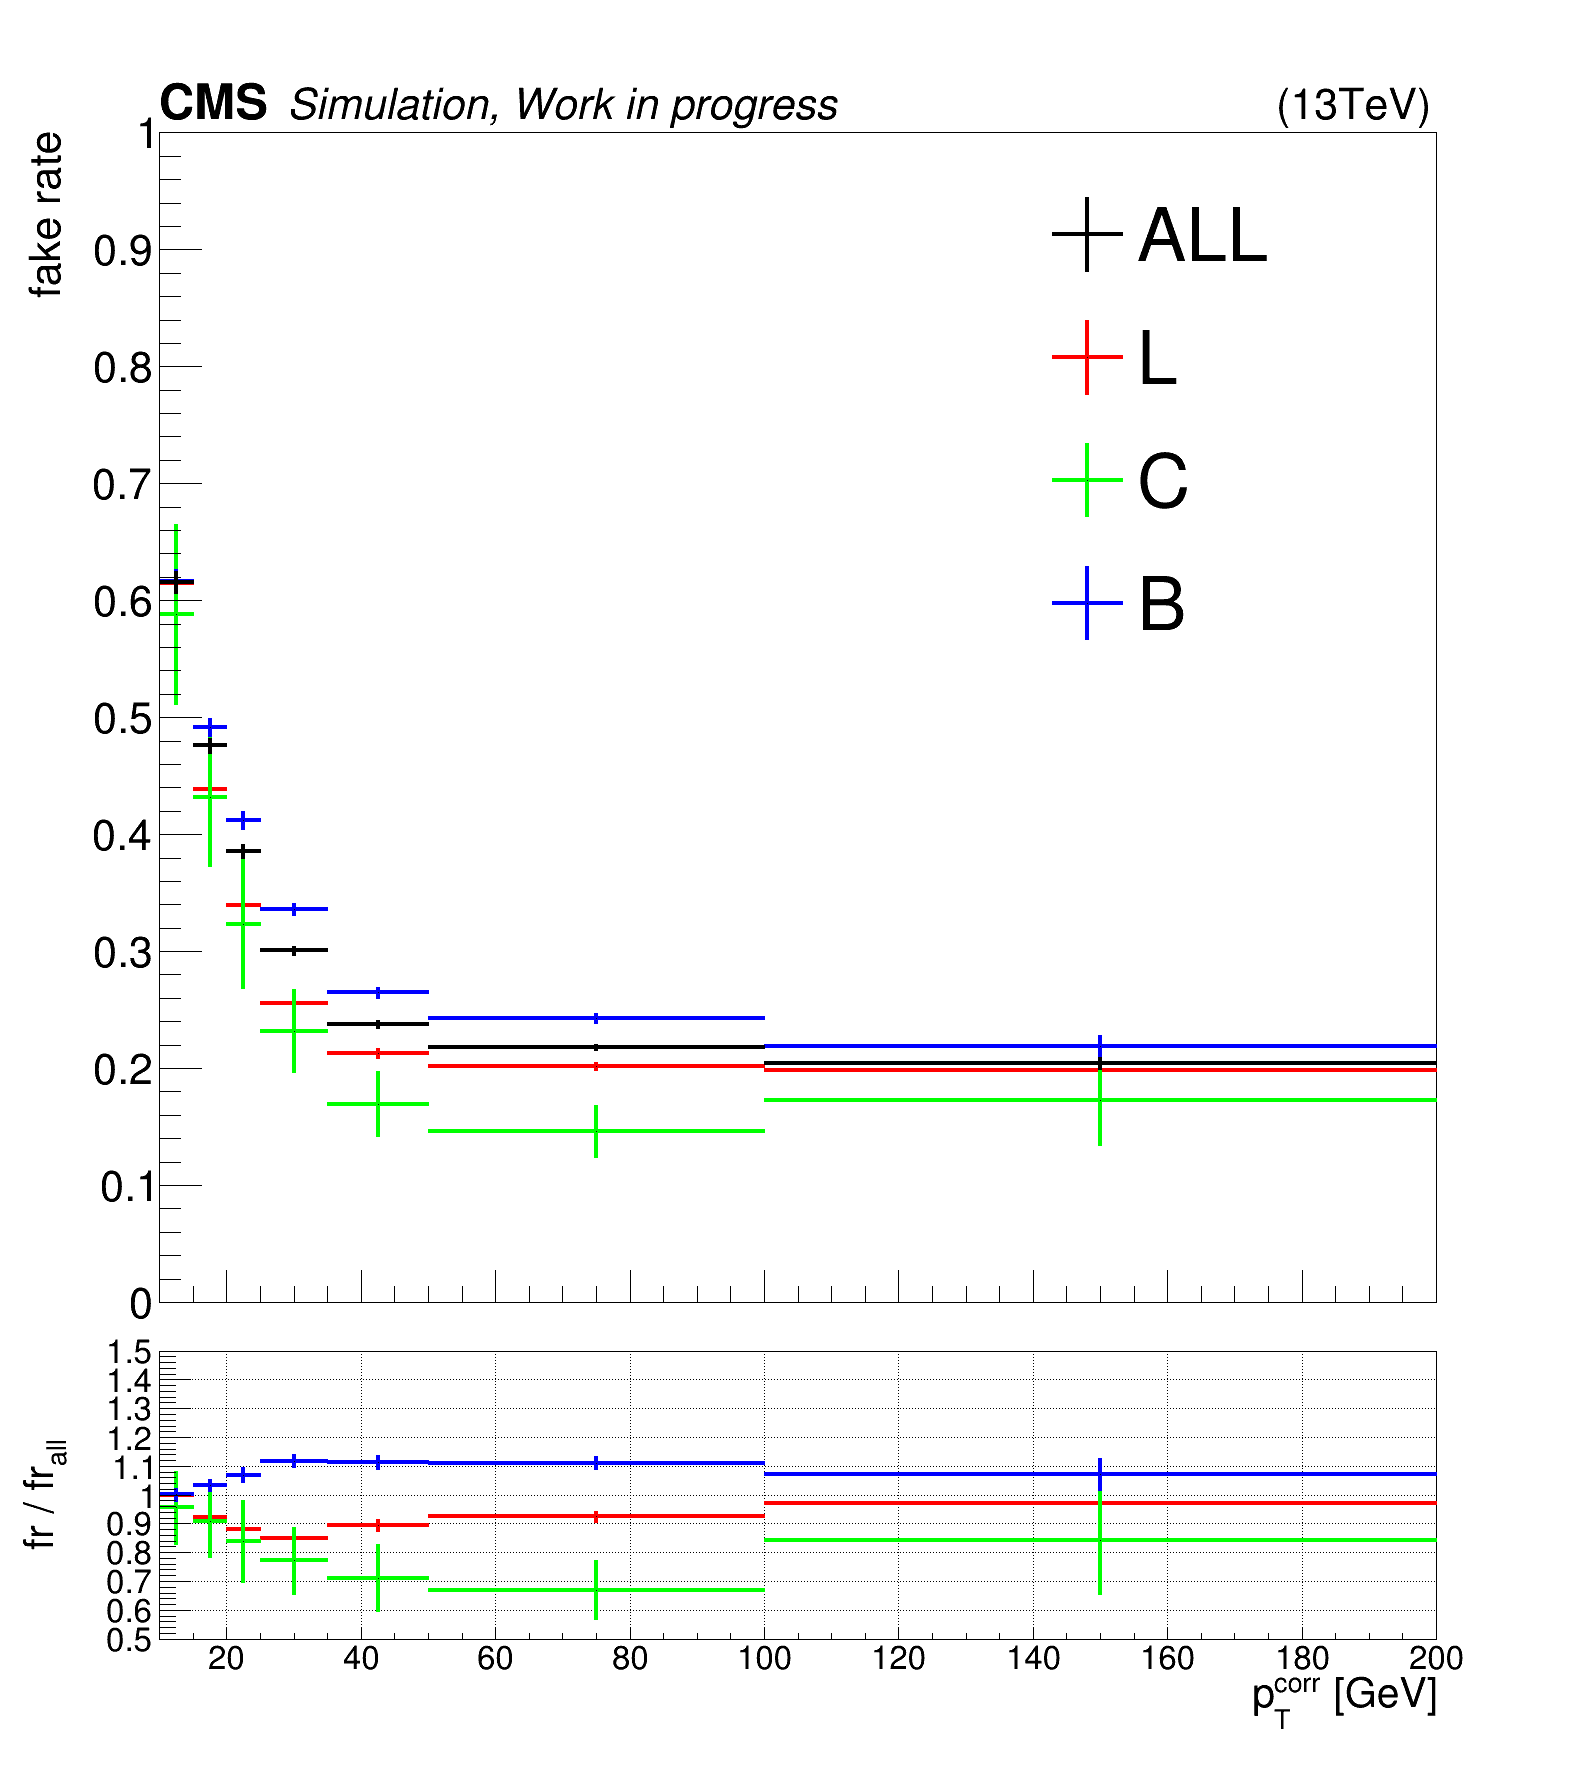 CMS Simulation, Work in progress (13TeV)
fake rate
1
0.9
0.8
0.7
0.6
0.5
0.4
0.3
0.2
0.1
0
ALL
L
C
B
fr / fr_all
1.5
1.4
1.3
1.2
1.1
1
0.9
0.8
0.7
0.6
0.5
20 40 60 80 100 120 140 160 180 200
p_T^corr [GeV]